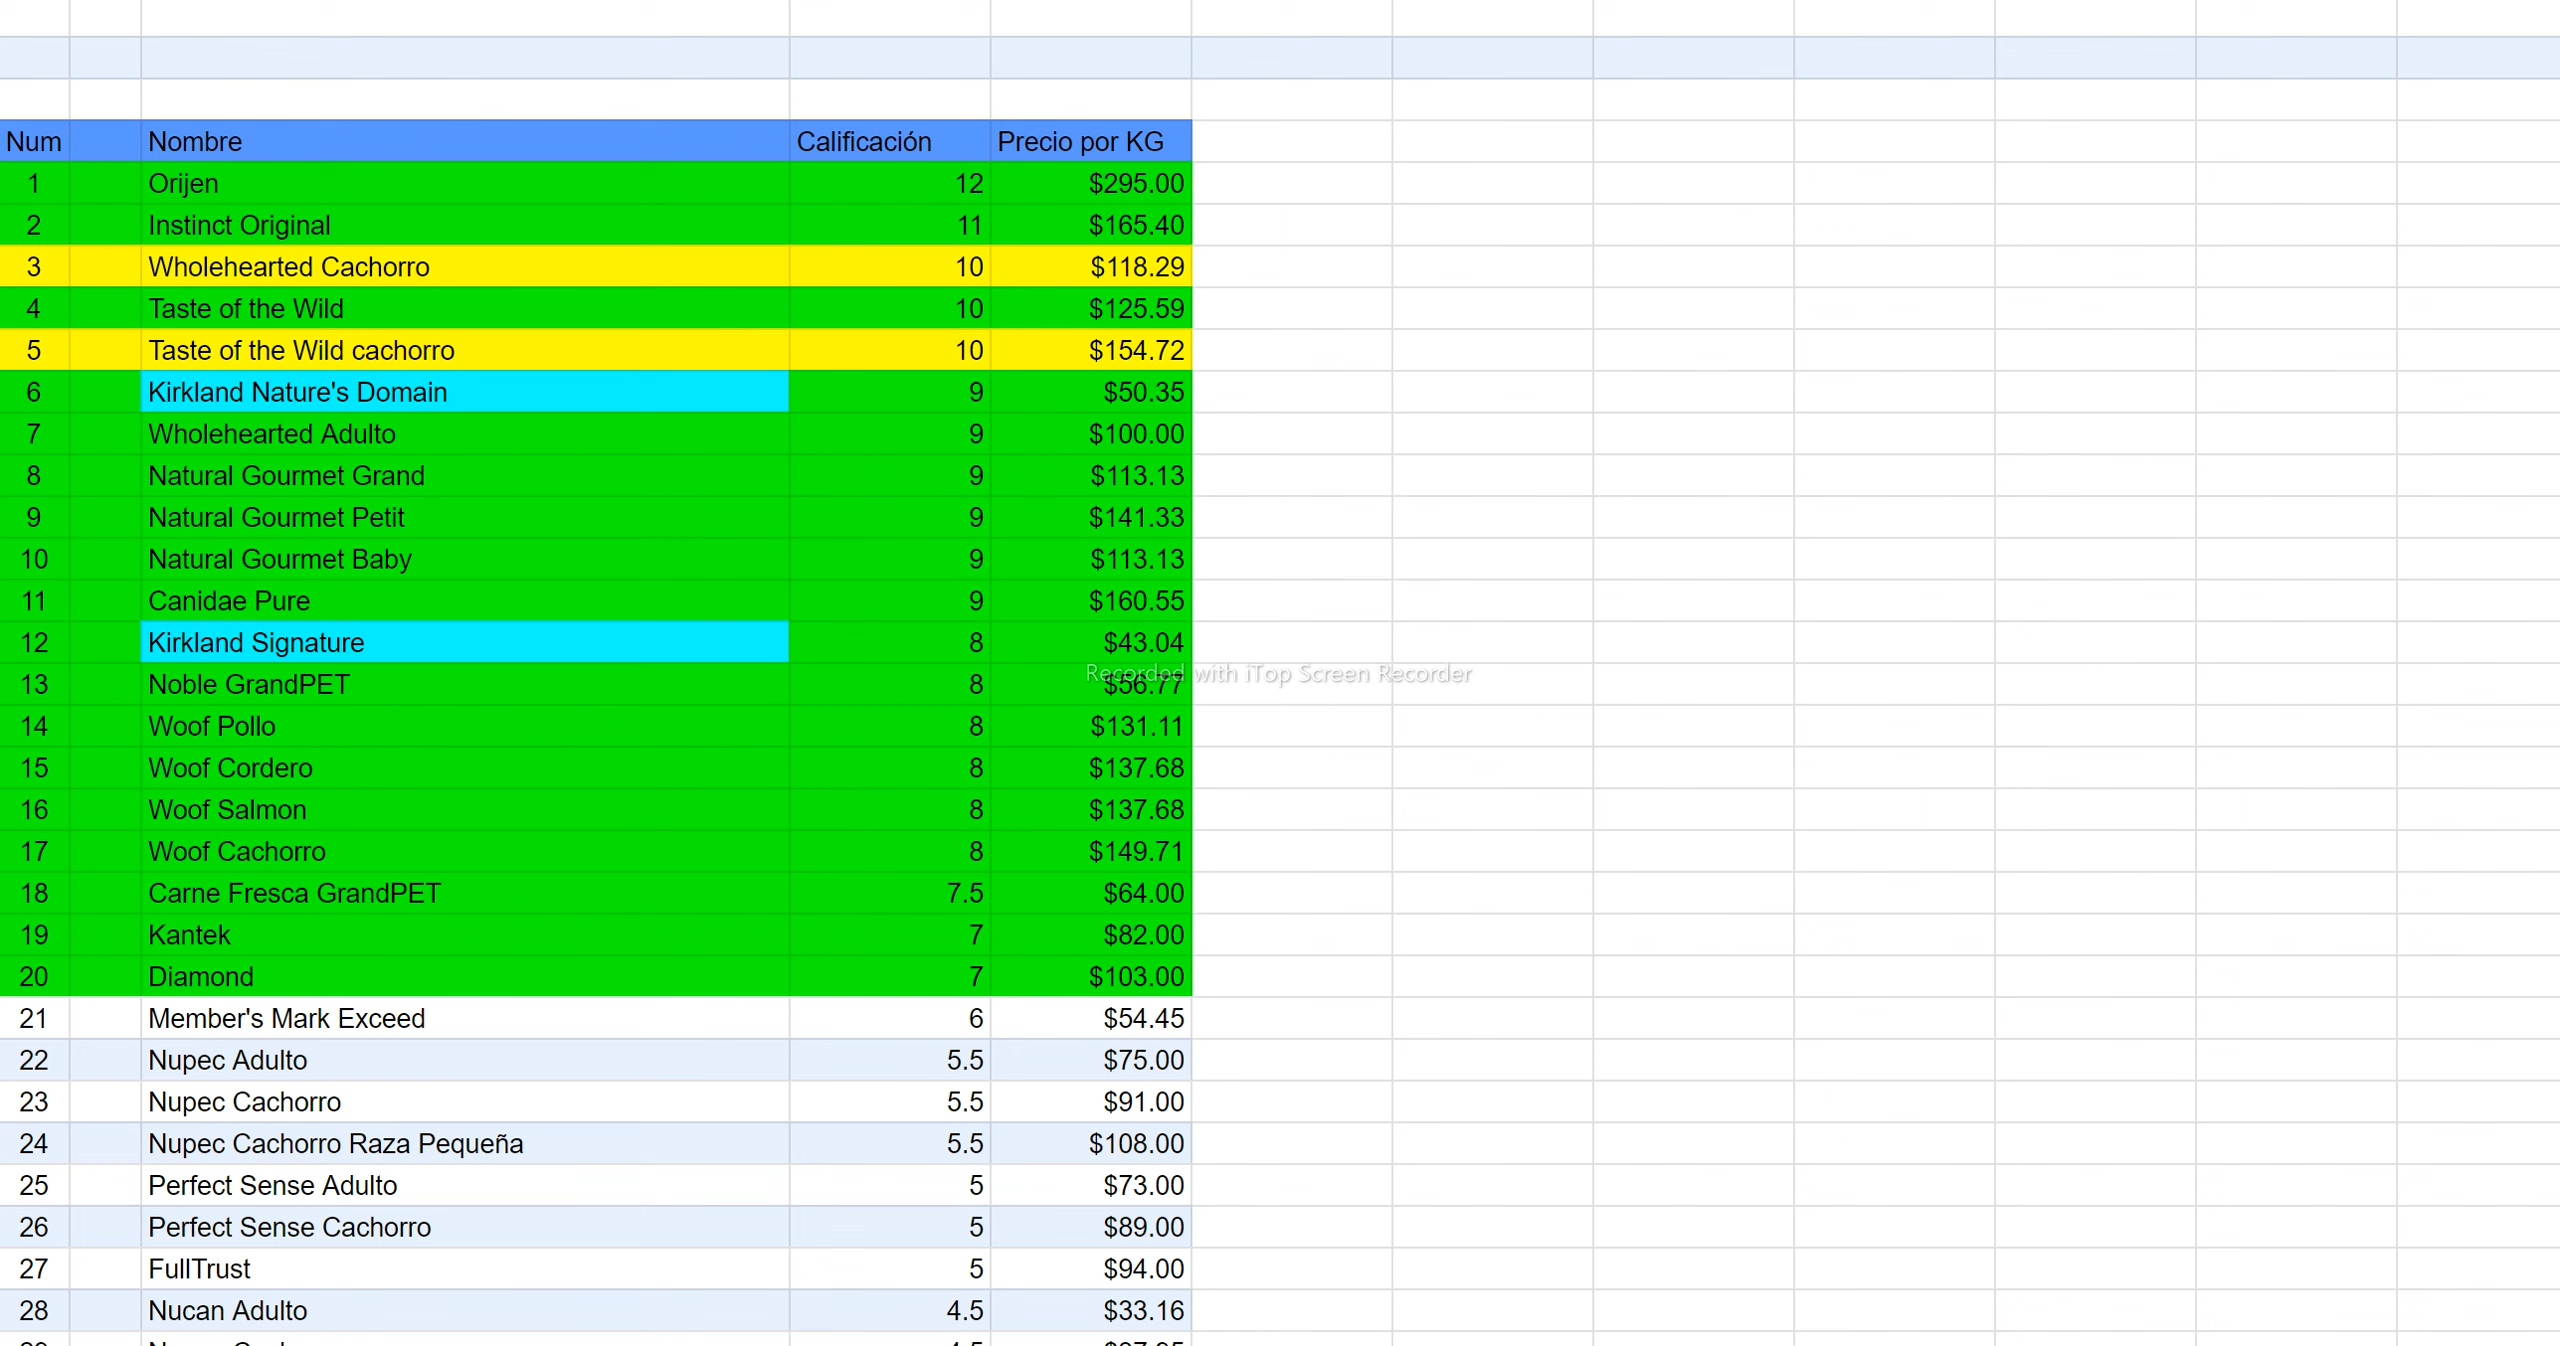 Num Nombre Calificación Precio por KG
1 Orijen 12 $295.00
2 Instinct Original 11 $165.40
3 Wholehearted Cachorro 10 $118.29
4 Taste of the Wild 10 $125.59
5 Taste of the Wild cachorro 10 $154.72
6 Kirkland Nature's Domain 9 $50.35
7 Wholehearted Adulto 9 $100.00
8 Natural Gourmet Grand 9 $113.13
9 Natural Gourmet Petit 9 $141.33
10 Natural Gourmet Baby 9 $113.13
11 Canidae Pure 9 $160.55
12 Kirkland Signature 8 $43.04
Recorded with iTop Screen Recorder
13 Noble GrandPET 8 $56.77
14 Woof Pollo 8 $131.11
15 Woof Cordero 8 $137.68
16 Woof Salmon 8 $137.68
17 Woof Cachorro 8 $149.71
18 Carne Fresca GrandPET 7.5 $64.00
19 Kantek 7 $82.00
20 Diamond 7 $103.00
21 Member's Mark Exceed 6 $54.45
22 Nupec Adulto 5.5 $75.00
23 Nupec Cachorro 5.5 $91.00
24 Nupec Cachorro Raza Pequeña 5.5 $108.00
25 Perfect Sense Adulto 5 $73.00
26 Perfect Sense Cachorro 5 $89.00
27 FullTrust 5 $94.00
28 Nucan Adulto 4.5 $33.16